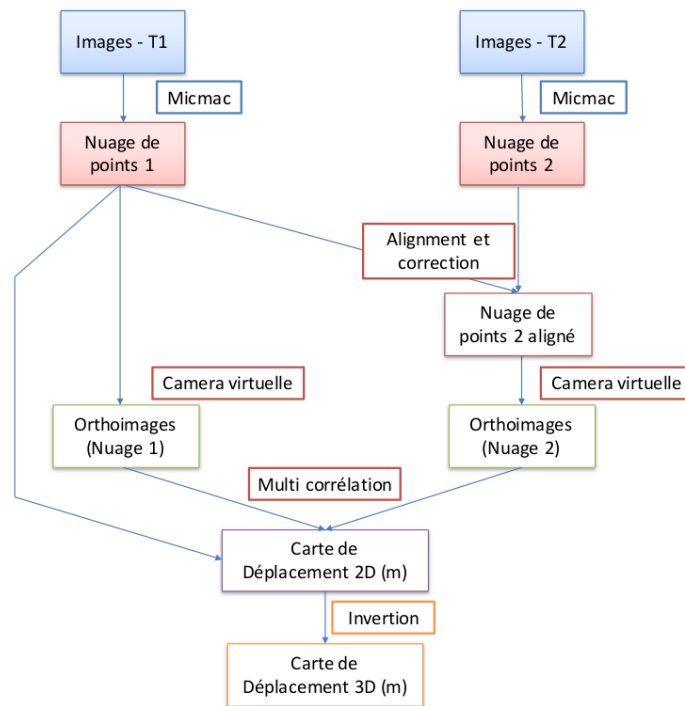 Images - T1
Images - T2
Micmac
Micmac
Nuage de
points 1
Nuage de
points 2
Alignment et
correction
Nuage de
points 2 aligné
Camera virtuelle
Camera virtuelle
Orthoimages
(Nuage 1)
Orthoimages
(Nuage 2)
Multi corrélation
Carte de
Déplacement 2D (m)
Invertion
Carte de
Déplacement 3D (m)